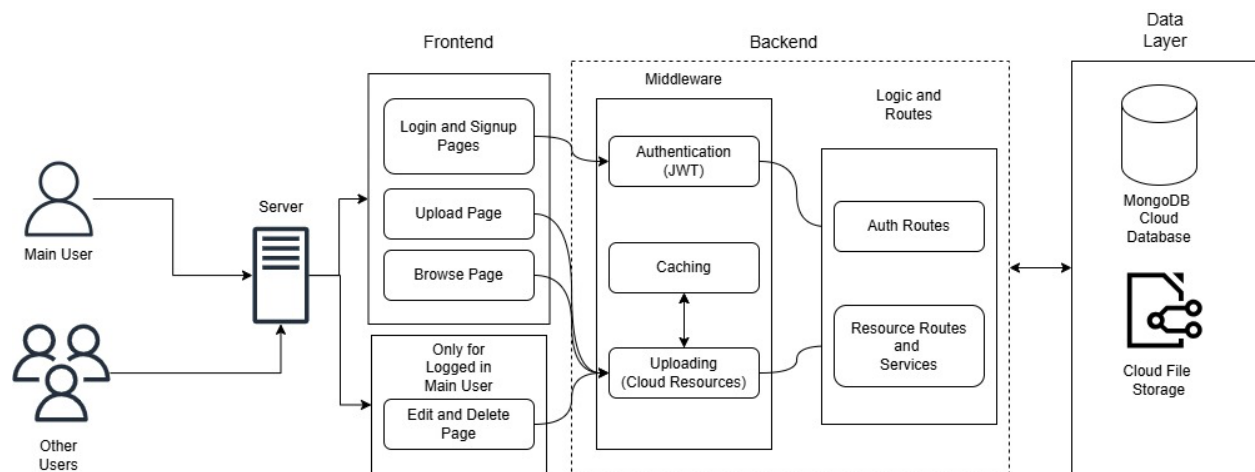 Frontend
Backend
Data
Layer
Middleware
Logic and
Routes
Login and Signup
Pages
Authentication
(JWT)
Server
Upload Page
Auth Routes
MongoDB
Cloud
Database
Main User
Browse Page
Caching
Only for
Logged in
Main User
Uploading
(Cloud Resources)
Resource Routes
and
Services
Cloud File
Storage
Edit and Delete
Page
Other
Users